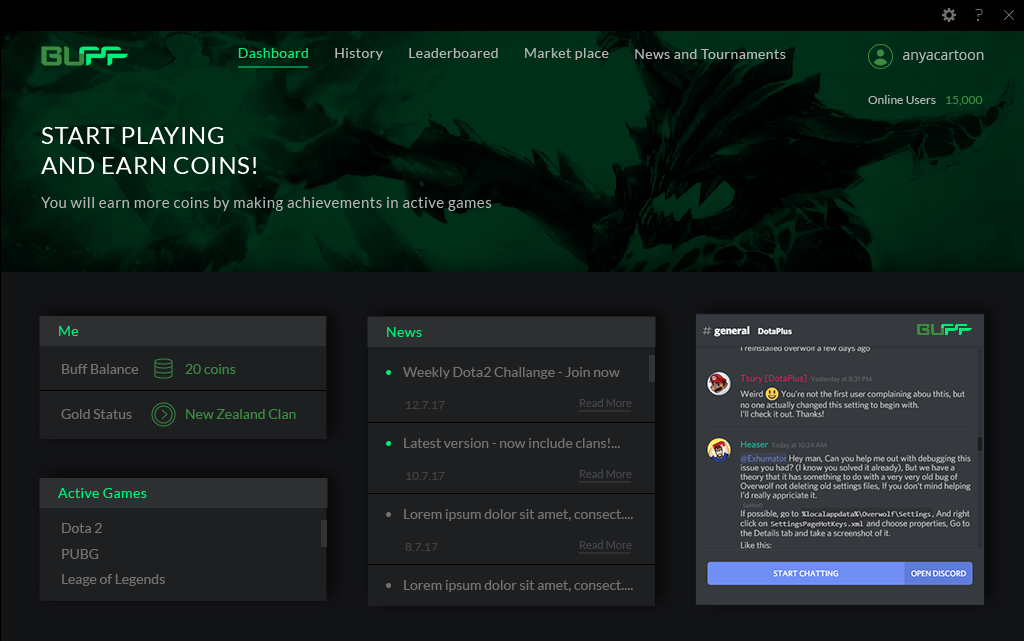 ?
BUFF
Dashboard
History
Leaderboared
Market place
News and Tournaments
anyacartoon
Online Users 15,000
START PLAYING
AND EARN COINS!
You will earn more coins by making achievements in active games
Me
Buff Balance 20 coins
Gold Status New Zealand Clan
Active Games
Dota 2
PUBG
Leage of Legends
News
Weekly Dota2 Challange - Join now
12.7.17 Read More
Latest version - now include clans!...
10.7.17 Read More
Lorem ipsum dolor sit amet, consect....
8.7.17 Read More
Lorem ipsum dolor sit amet, consect....
# general DotaPlus
BUFF
I reinstalled overwolf a few days ago
Tsury [DotaPlus] Yesterday at 8:31 PM
Weird 😃 You're not the first user complaining abou thtis, but
no one actually changed this setting to begin with.
I'll check it out. Thanks!
Heaser Today at 10:24 AM
@Exhumator Hey man, Can you help me out with debugging this
issue you had? (I know you solved it already), But we have a
theory that it has something to do with a very very old bug of
Overwolf not deleting old settings files, If you don't mind helping
I'd really appriciate it.
(edited)
If possible, go to %localappdata%\Overwolf\Settings, And right
click on SettingsPageHotKeys.xml and choose properties, Go to
the Details tab and take a screenshot of it.
Like this:
START CHATTING
OPEN DISCORD